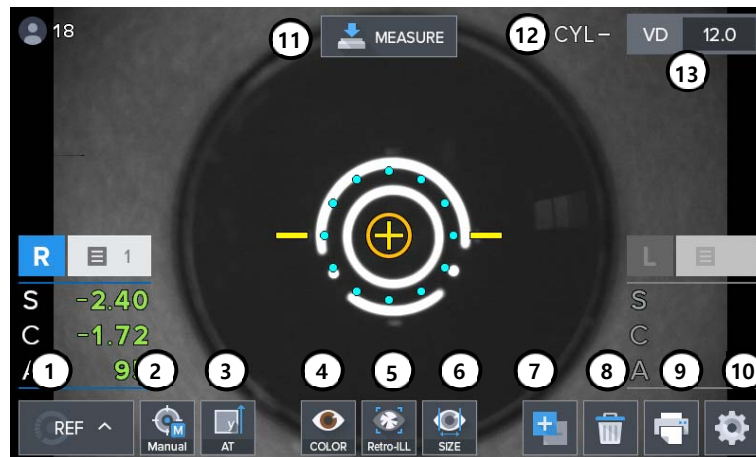 18
11
MEASURE
12
CYL-
VD
12.0
13
R
1
L
S
-2.40
S
C
-1.72
C
A
1
2
3
4
5
6
7
8
A
9
10
REF
M
Manual
y
AT
COLOR
Retro-ILL
SIZE